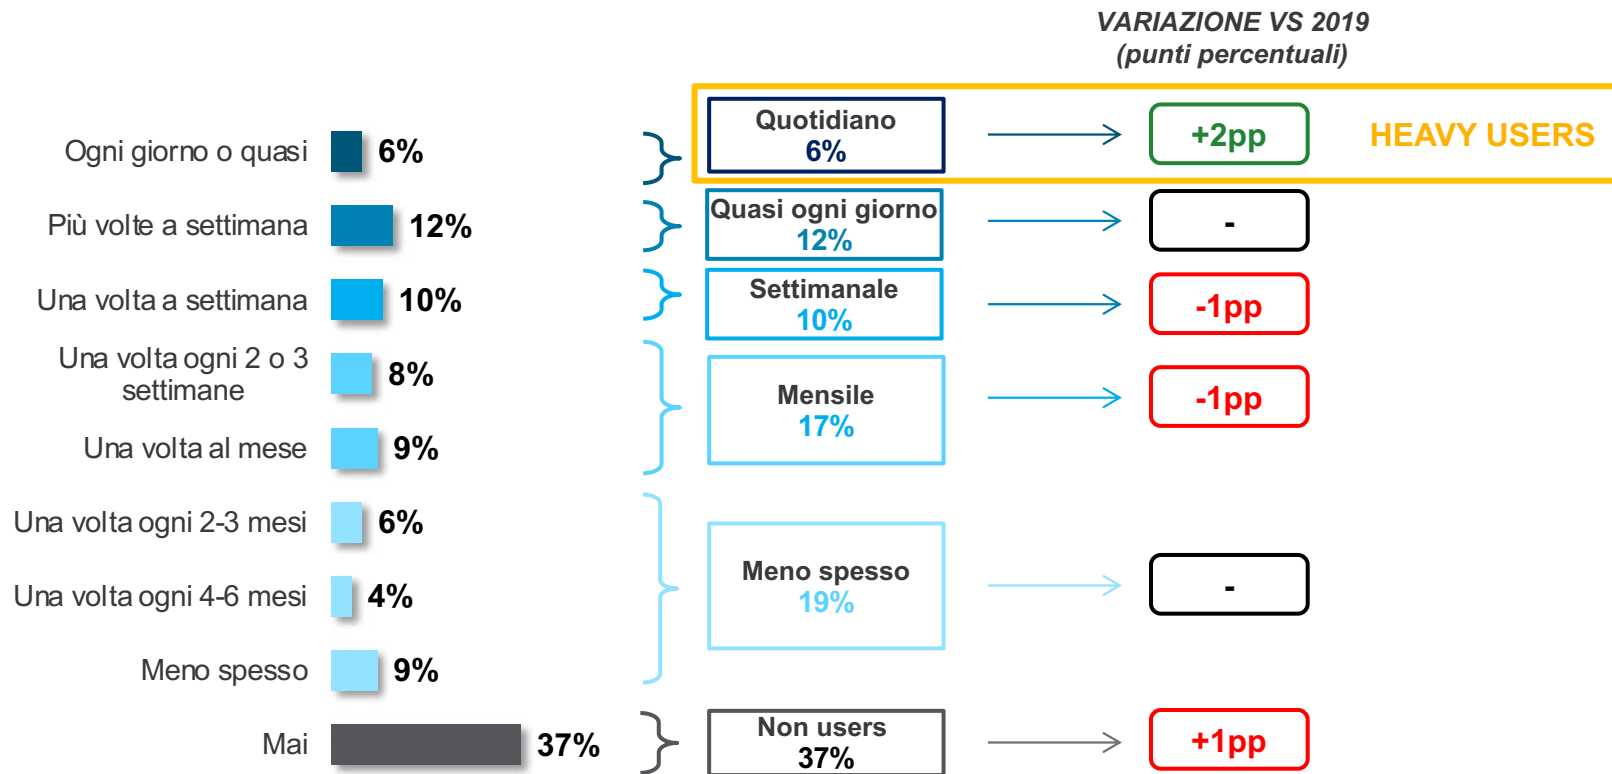 VARIAZIONE VS 2019
(punti percentuali)
Ogni giorno o quasi
6%
Quotidiano
6%
+2pp
HEAVY USERS
Più volte a settimana
12%
Quasi ogni giorno
12%
-
Una volta a settimana
10%
Settimanale
10%
-1pp
Una volta ogni 2 o 3
settimane
8%
Mensile
17%
-1pp
Una volta al mese
9%
Una volta ogni 2-3 mesi
6%
Meno spesso
19%
-
Una volta ogni 4-6 mesi
4%
Meno spesso
9%
Mai
37%
Non users
37%
+1pp